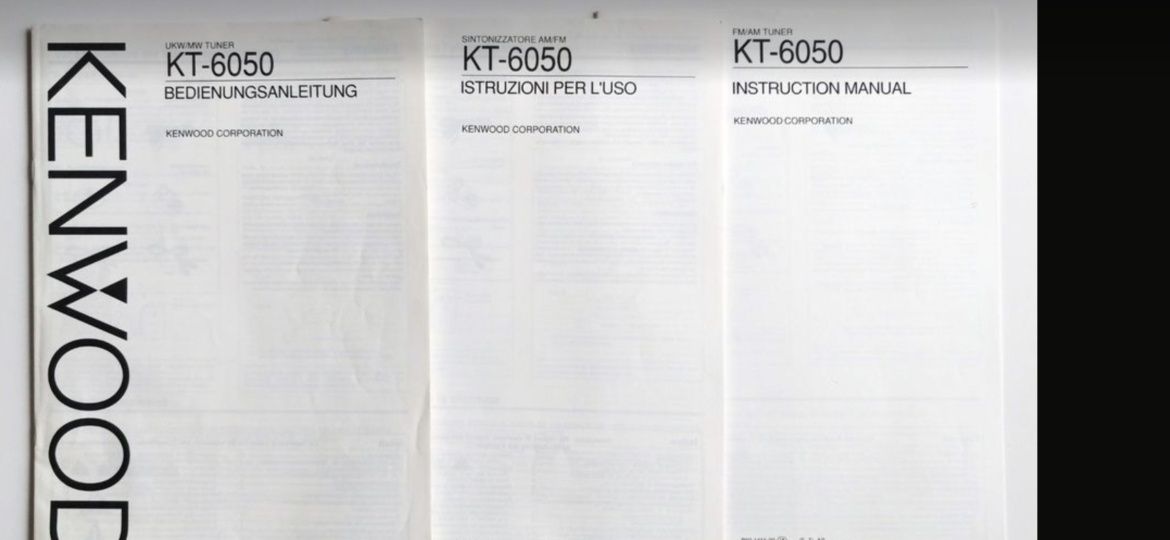 KENWOOD
UKW/MW TUNER
KT-6050
BEDIENUNGSANLEITUNG
KENWOOD CORPORATION
SINTONIZZATORE AM/FM
KT-6050
ISTRUZIONI PER L'USO
KENWOOD CORPORATION
FM/AM TUNER
KT-6050
INSTRUCTION MANUAL
KENWOOD CORPORATION